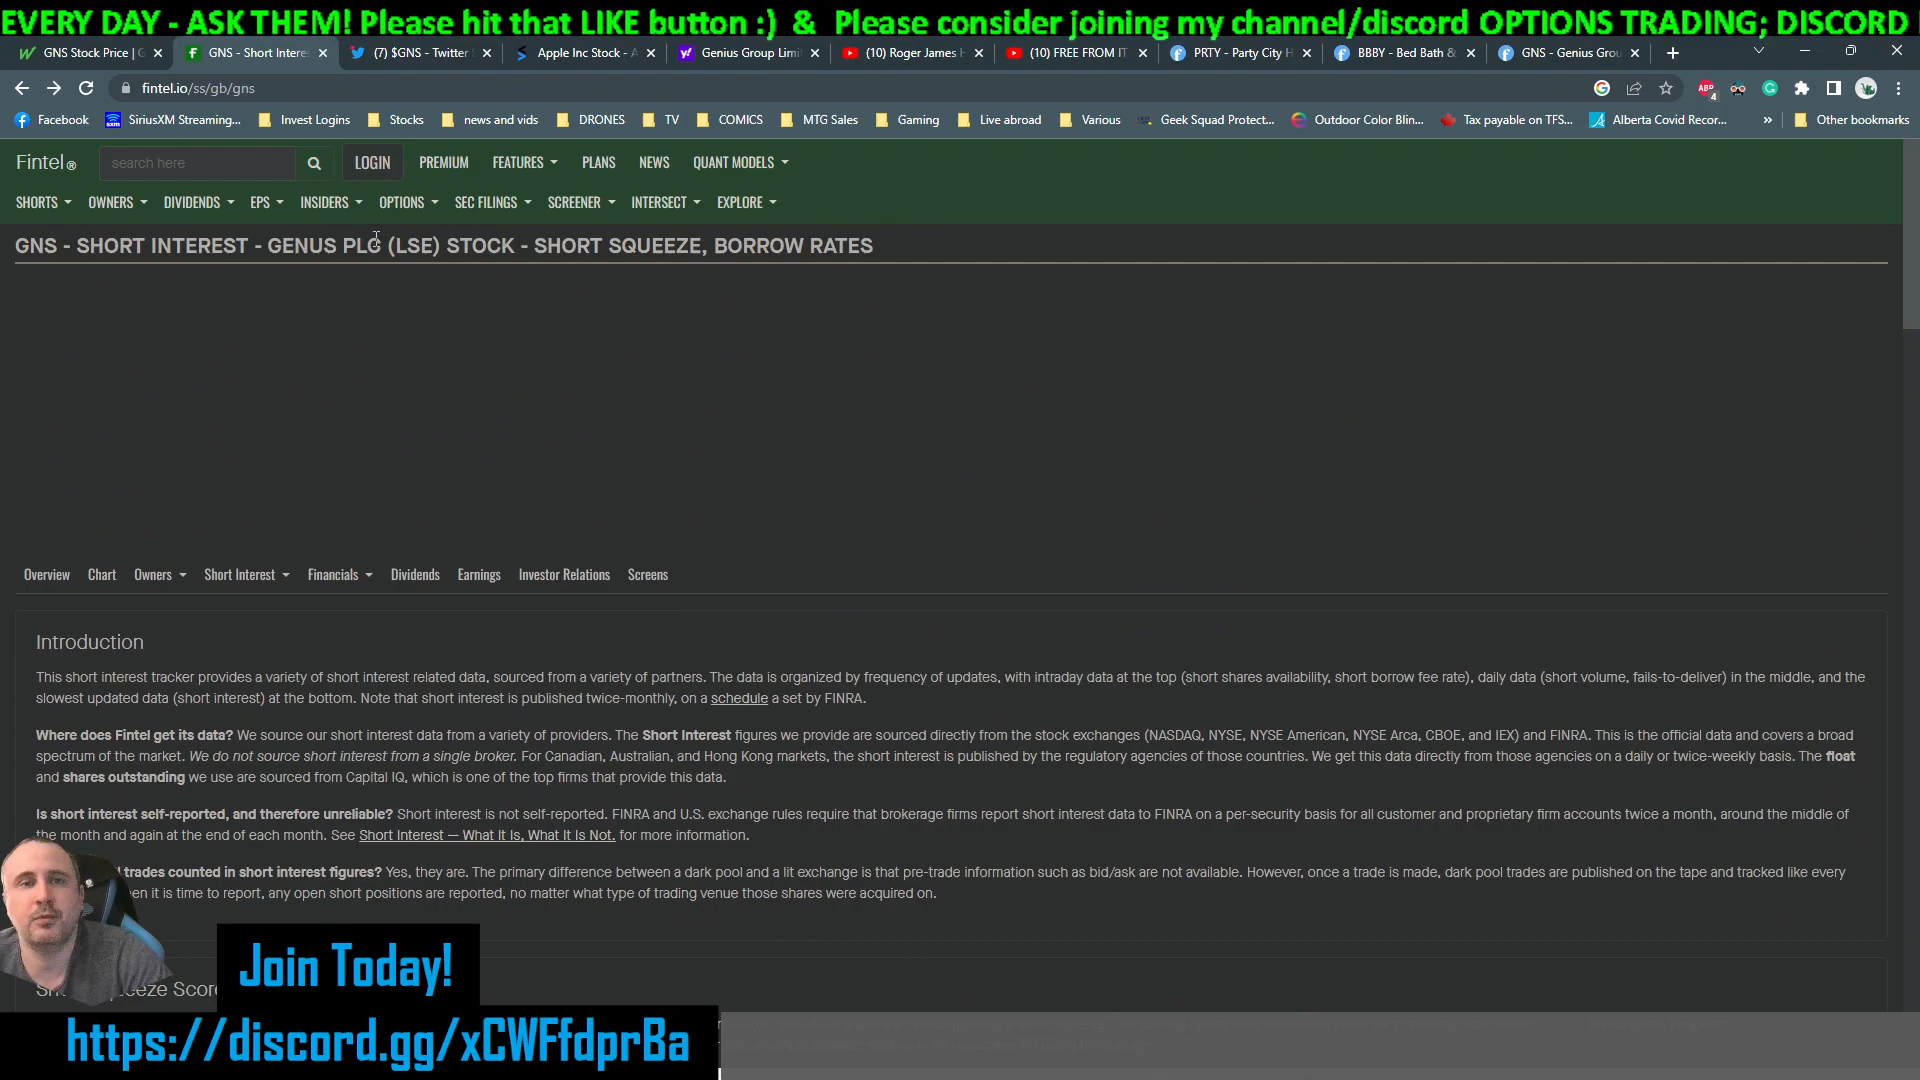 EVERY DAY - ASK THEM! Please hit that LIKE button :) & Please consider joining my channel/discord OPTIONS TRADING; DISCORD
GNS Stock Price | G
GNS - Short Intere
(7) $GNS - Twitter
Apple Inc Stock - A
Genius Group Limi
(10) Roger James H
(10) FREE FROM IT
PRTY - Party City H
BBBY - Bed Bath &
GNS - Genius Grou
fintel.io/ss/gb/gns
ABP
4
Facebook
SiriusXM Streaming...
Invest Logins
Stocks
news and vids
DRONES
TV
COMICS
MTG Sales
Gaming
Live abroad
Various
Geek Squad Protect...
Outdoor Color Blin...
Tax payable on TFS...
Alberta Covid Recor...
»
Other bookmarks
Fintel®
search here
LOGIN
PREMIUM
FEATURES
PLANS
NEWS
QUANT MODELS
SHORTS
OWNERS
DIVIDENDS
EPS
INSIDERS
OPTIONS
SEC FILINGS
SCREENER
INTERSECT
EXPLORE
GNS - SHORT INTEREST - GENUS PLC (LSE) STOCK - SHORT SQUEEZE, BORROW RATES
Overview
Chart
Owners
Short Interest
Financials
Dividends
Earnings
Investor Relations
Screens
Introduction
This short interest tracker provides a variety of short interest related data, sourced from a variety of partners. The data is organized by frequency of updates, with intraday data at the top (short shares availability, short borrow fee rate), daily data (short volume, fails-to-deliver) in the middle, and the
slowest updated data (short interest) at the bottom. Note that short interest is published twice-monthly, on a schedule a set by FINRA.
Where does Fintel get its data? We source our short interest data from a variety of providers. The Short Interest figures we provide are sourced directly from the stock exchanges (NASDAQ, NYSE, NYSE American, NYSE Arca, CBOE, and IEX) and FINRA. This is the official data and covers a broad
spectrum of the market. We do not source short interest from a single broker. For Canadian, Australian, and Hong Kong markets, the short interest is published by the regulatory agencies of those countries. We get this data directly from those agencies on a daily or twice-weekly basis. The float
and shares outstanding we use are sourced from Capital IQ, which is one of the top firms that provide this data.
Is short interest self-reported, and therefore unreliable? Short interest is not self-reported. FINRA and U.S. exchange rules require that brokerage firms report short interest data to FINRA on a per-security basis for all customer and proprietary firm accounts twice a month, around the middle of
the month and again at the end of each month. See Short Interest — What It Is, What It Is Not. for more information.
trades counted in short interest figures? Yes, they are. The primary difference between a dark pool and a lit exchange is that pre-trade information such as bid/ask are not available. However, once a trade is made, dark pool trades are published on the tape and tracked like every
it is time to report, any open short positions are reported, no matter what type of trading venue those shares were acquired on.
Score
Join Today!
https://discord.gg/xCWFfdprBa